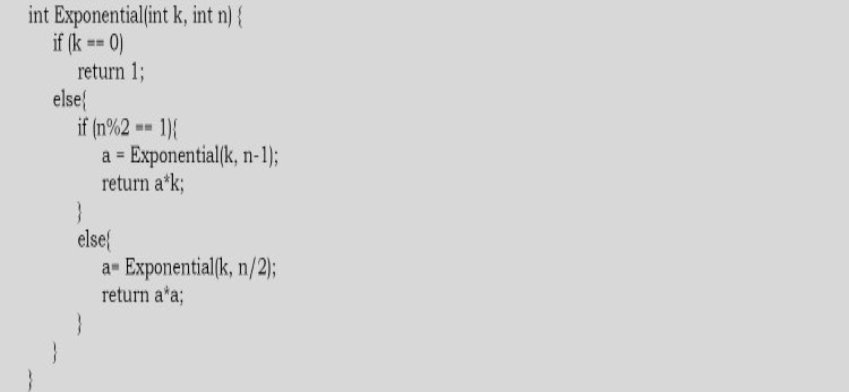 int Exponential(int k, int n) {
if (k == 0)
return 1;
else{
if (n%2 == 1){
a = Exponential(k, n-1);
return a*k;
}
else{
a= Exponential(k, n/2);
return a*a;
}
}
}